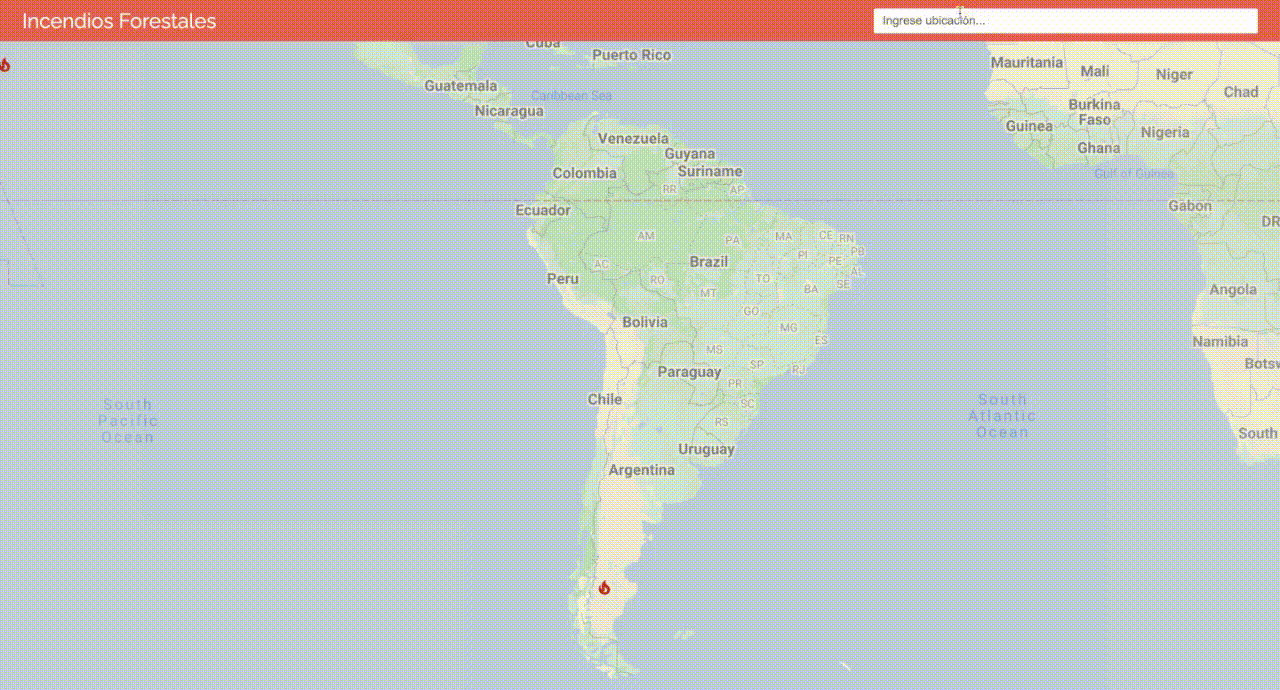 Incendios Forestales
Ingrese ubicación...
Cuba
Puerto Rico
Guatemala
Caribbean Sea
Nicaragua
Venezuela
Guyana
Colombia
Suriname
RR
AP
Ecuador
AM
PA
MA
CE
RN
PB
PI
PE
AL
SE
Brazil
AC
RO
TO
BA
MT
Peru
GO
MG
ES
Bolivia
MS
SP
RJ
Paraguay
PR
SC
RS
Chile
Uruguay
Argentina
South
Pacific
Ocean
South
Atlantic
Ocean
Mauritania
Mali
Niger
Chad
Burkina
Faso
Guinea
Nigeria
Ghana
Gulf of Guinea
Gabon
DR
Angola
Namibia
Botsw
South